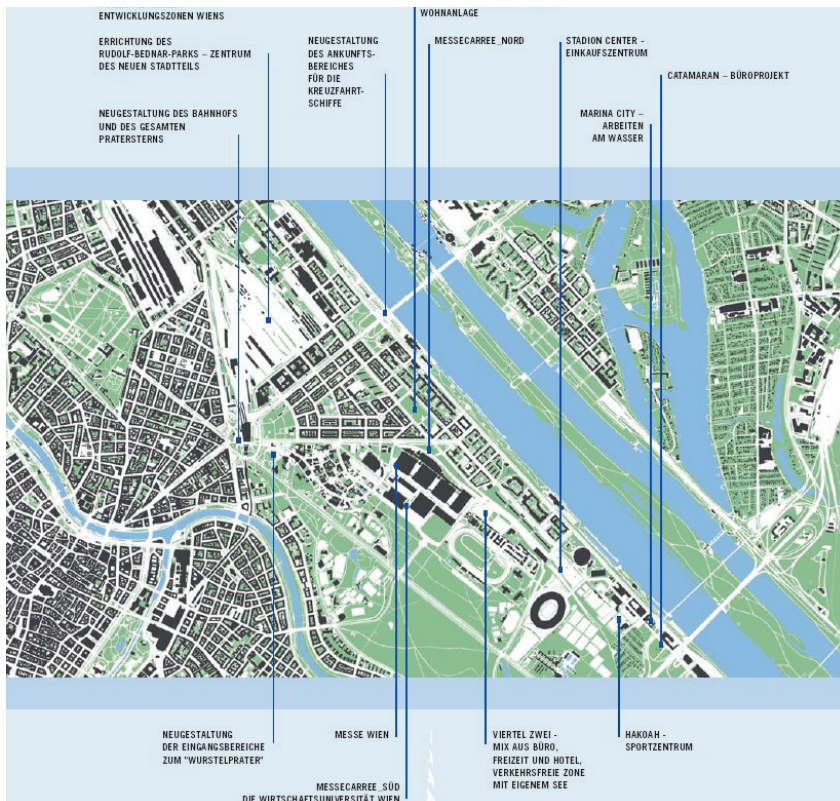 ENTWICKLUNGSZONEN WIENS
WOHNANLAGE
ERRICHTUNG DES
RUDOLF-BEDNAR-PARKS – ZENTRUM
DES NEUEN STADTTEILS
NEUGESTALTUNG
DES ANKUNFTS-
BEREICHES
FÜR DIE
KREUZFAHRT-
SCHIFFE
MESSECARREE_NORD
STADION CENTER -
EINKAUFSZENTRUM
CATAMARAN – BÜROPROJEKT
NEUGESTALTUNG DES BAHNHOFS
UND DES GESAMTEN
PRATERSTERNS
MARINA CITY –
ARBEITEN
AM WASSER
NEUGESTALTUNG
DER EINGANGSBEREICHE
ZUM "WURSTELPRATER"
MESSE WIEN
VIERTEL ZWEI -
MIX AUS BÜRO,
FREIZEIT UND HOTEL,
VERKEHRSFREIE ZONE
MIT EIGENEM SEE
HAKOAH -
SPORTZENTRUM
MESSECARREE_SÜD
DIE WIRTSCHAFTSUNIVERSITÄT WIEN